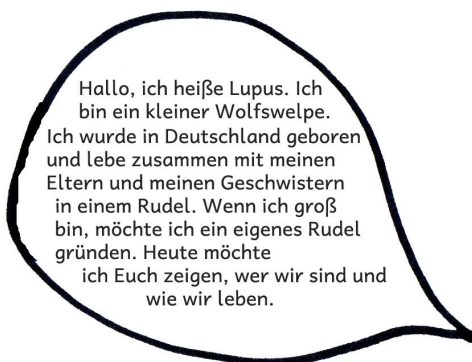 Hallo, ich heiße Lupus. Ich
bin ein kleiner Wolfswelpe.
Ich wurde in Deutschland geboren
und lebe zusammen mit meinen
Eltern und meinen Geschwistern
in einem Rudel. Wenn ich groß
bin, möchte ich ein eigenes Rudel
gründen. Heute möchte
ich Euch zeigen, wer wir sind und
wie wir leben.